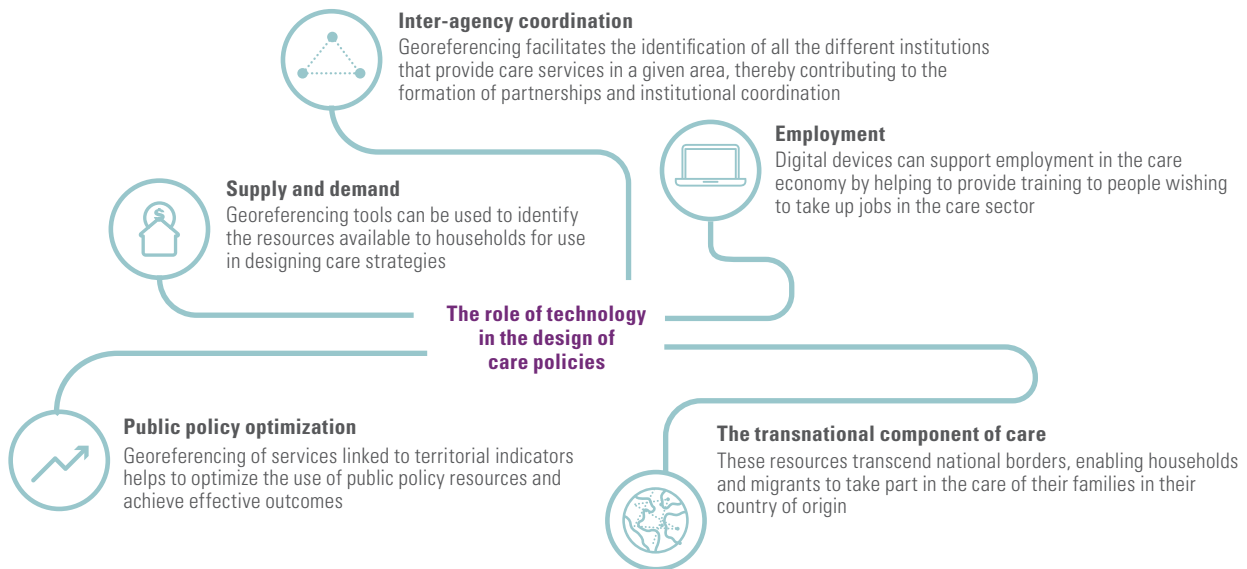 Inter-agency coordination
Georeferencing facilitates the identification of all the different institutions
that provide care services in a given area, thereby contributing to the
formation of partnerships and institutional coordination
Employment
Digital devices can support employment in the care
economy by helping to provide training to people wishing
to take up jobs in the care sector
Supply and demand
Georeferencing tools can be used to identify
the resources available to households for use
in designing care strategies
$
The role of technology
in the design of
care policies
Public policy optimization
Georeferencing of services linked to territorial indicators
helps to optimize the use of public policy resources and
achieve effective outcomes
The transnational component of care
These resources transcend national borders, enabling households
and migrants to take part in the care of their families in their
country of origin